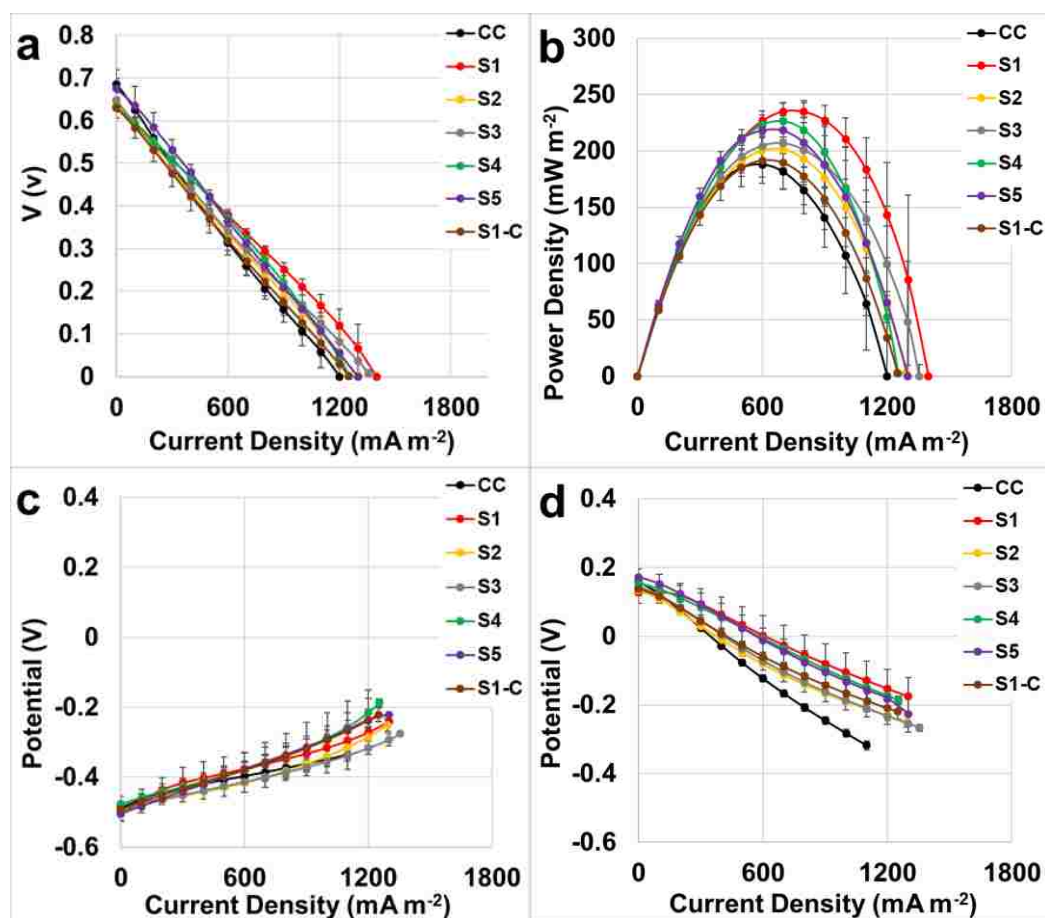 a
0.8
0.7
0.6
0.5
0.4
0.3
0.2
0.1
0
V (v)
0 600 1200 1800
Current Density (mA m⁻²)
CC
S1
S2
S3
S4
S5
S1-C
b
300
250
200
150
100
50
0
Power Density (mW m⁻²)
0 600 1200 1800
Current Density (mA m⁻²)
CC
S1
S2
S3
S4
S5
S1-C
c
0.4
0.2
0
-0.2
-0.4
-0.6
Potential (V)
0 600 1200 1800
Current Density (mA m⁻²)
CC
S1
S2
S3
S4
S5
S1-C
d
0.4
0.2
0
-0.2
-0.4
-0.6
Potential (V)
0 600 1200 1800
Current Density (mA m⁻²)
CC
S1
S2
S3
S4
S5
S1-C